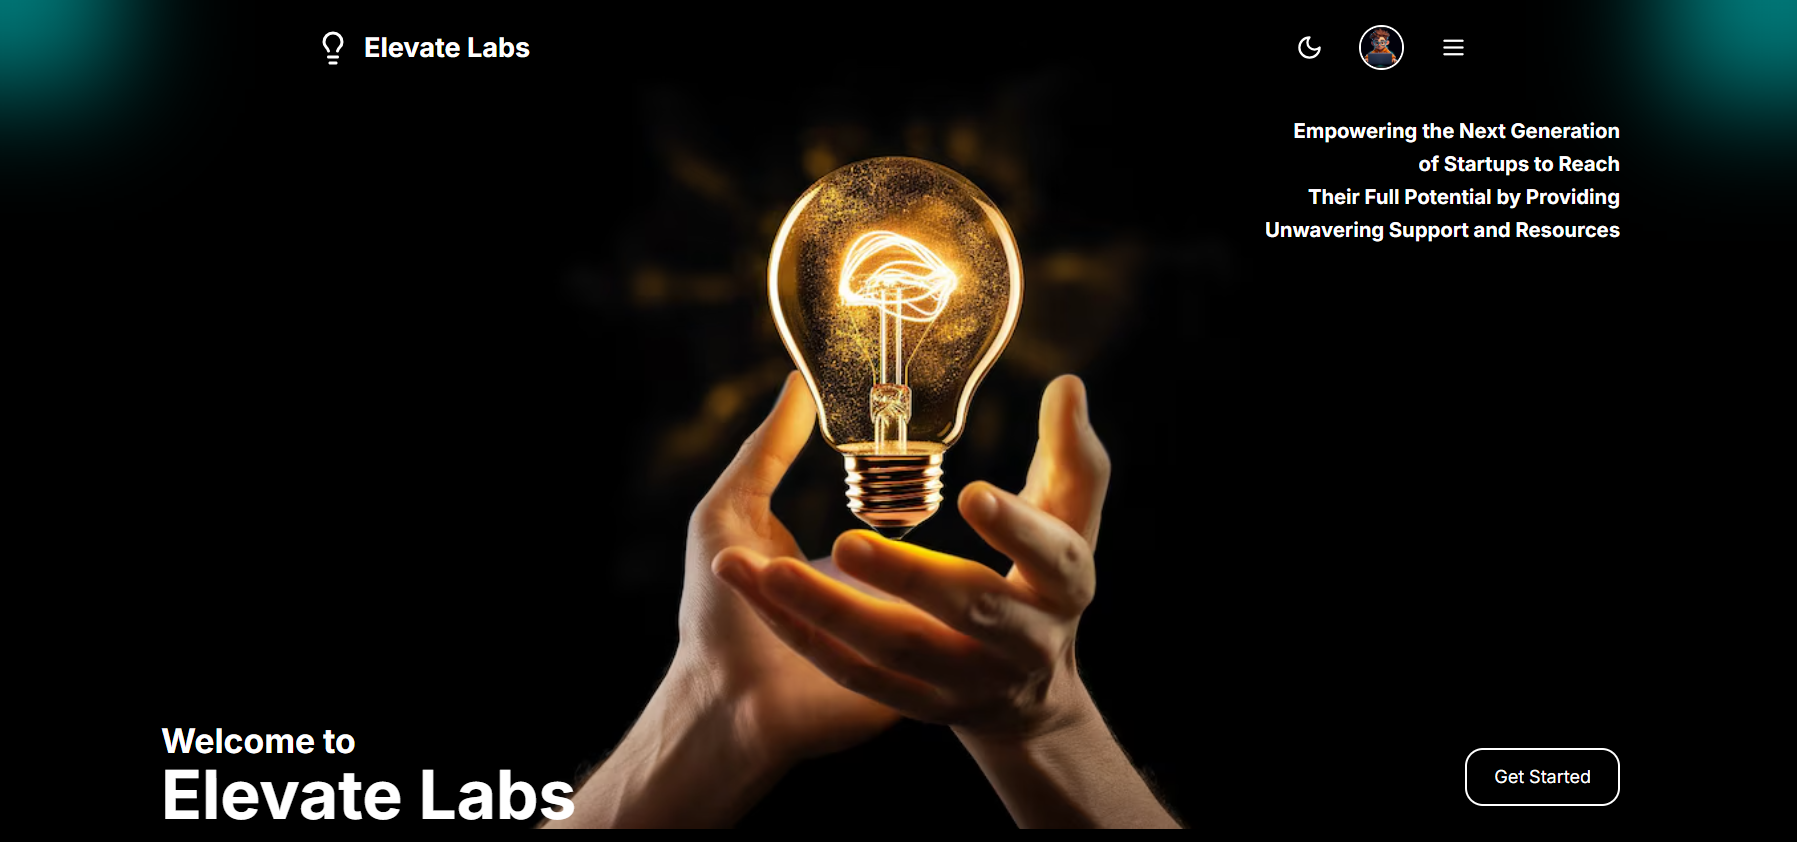 Elevate Labs
Empowering the Next Generation
of Startups to Reach
Their Full Potential by Providing
Unwavering Support and Resources
Welcome to
Elevate Labs
Get Started